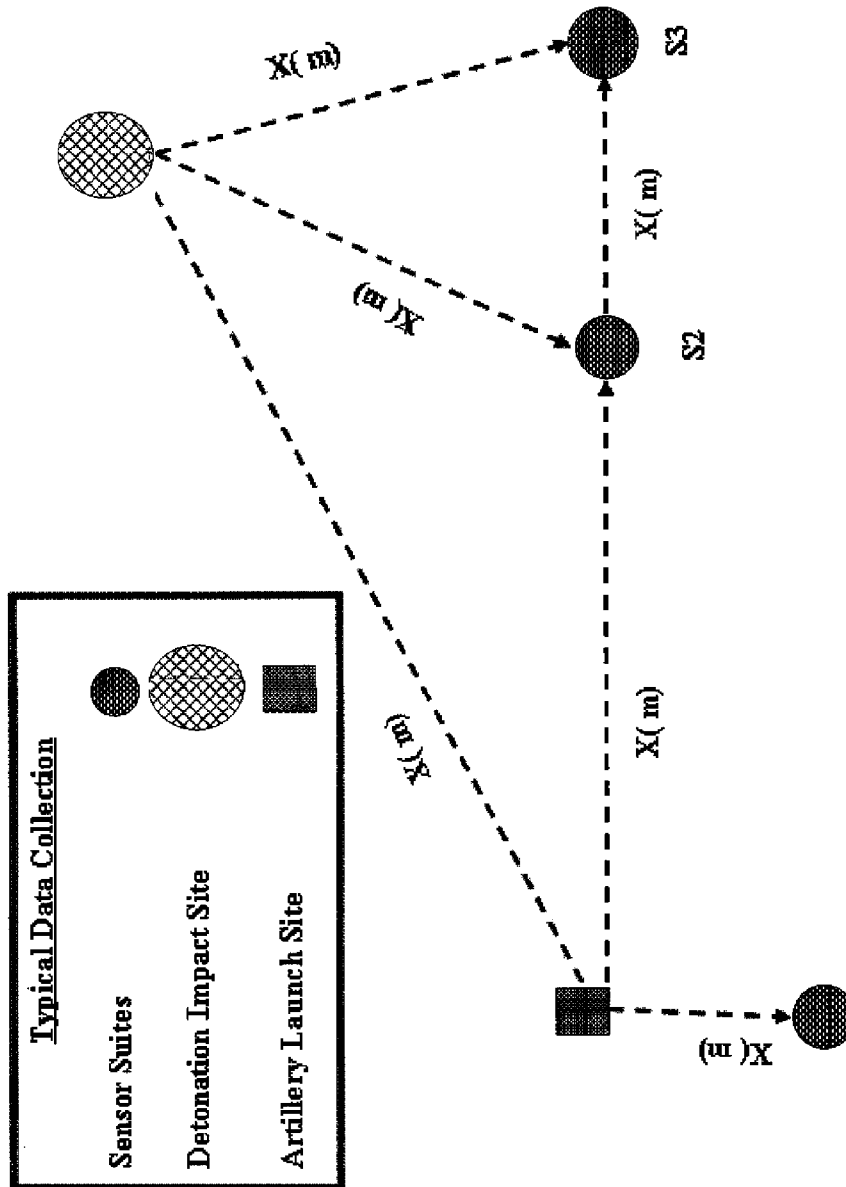 Typical Data Collection
Sensor Suites
Detonation Impact Site
Artillery Launch Site
X( m)
X( m)
X( m)
X( m)
X( m)
X( m)
S2
S3